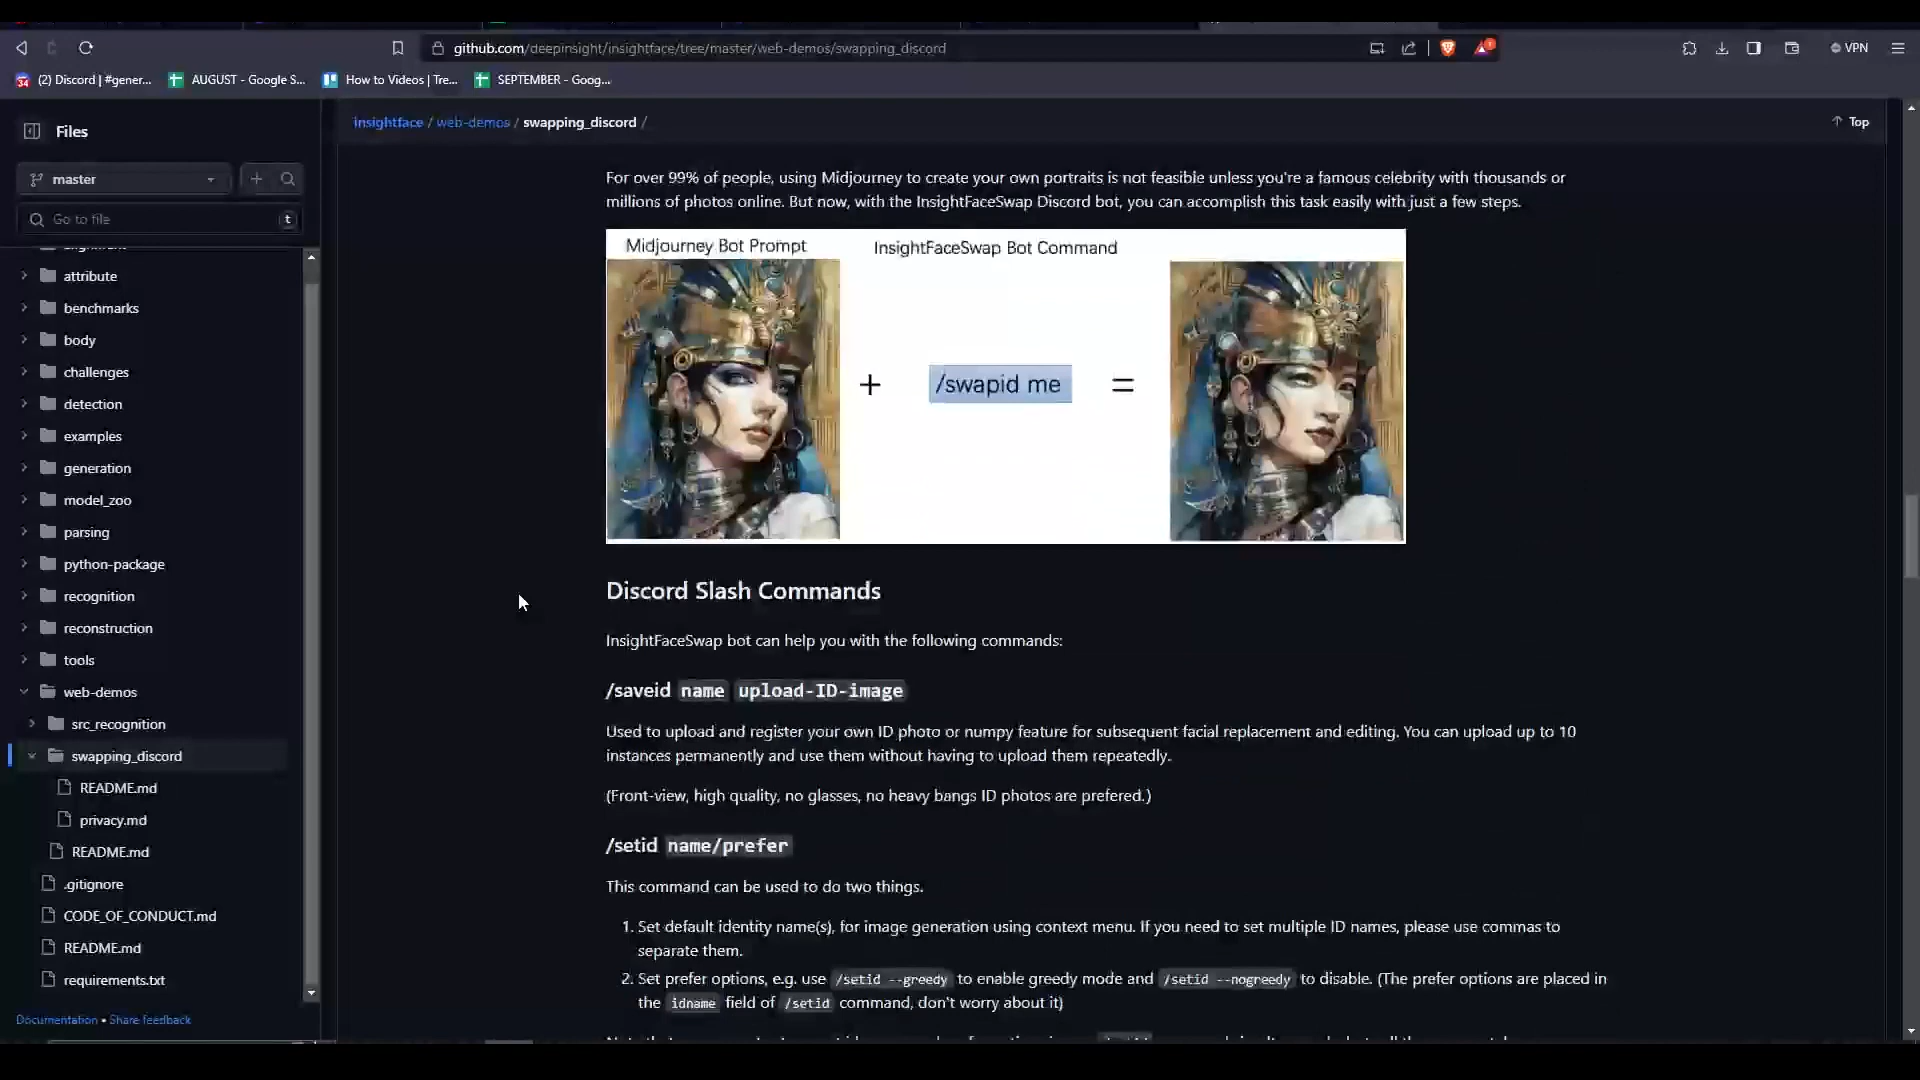 github.com/deepinsight/insightface/tree/master/web-demos/swapping_discord
VPN
(2) Discord | #gener...
AUGUST - Google S...
How to Videos | Tre...
SEPTEMBER - Goog...
Files
insightface / web-demos / swapping_discord /
Top
master
Go to file
t
attribute
benchmarks
body
challenges
detection
examples
generation
model_zoo
parsing
python-package
recognition
reconstruction
tools
web-demos
src_recognition
swapping_discord
README.md
privacy.md
README.md
.gitignore
CODE_OF_CONDUCT.md
README.md
requirements.txt
Documentation • Share feedback
For over 99% of people, using Midjourney to create your own portraits is not feasible unless you're a famous celebrity with thousands or
millions of photos online. But now, with the InsightFaceSwap Discord bot, you can accomplish this task easily with just a few steps.
Midjourney Bot Prompt
InsightFaceSwap Bot Command
+ /swapid me =
Discord Slash Commands
InsightFaceSwap bot can help you with the following commands:
/saveid name upload-ID-image
Used to upload and register your own ID photo or numpy feature for subsequent facial replacement and editing. You can upload up to 10
instances permanently and use them without having to upload them repeatedly.
(Front-view, high quality, no glasses, no heavy bangs ID photos are prefered.)
/setid name/prefer
This command can be used to do two things.
1. Set default identity name(s), for image generation using context menu. If you need to set multiple ID names, please use commas to
separate them.
2. Set prefer options, e.g. use /setid --greedy to enable greedy mode and /setid --nogreedy to disable. (The prefer options are placed in
the idname field of /setid command, don't worry about it)